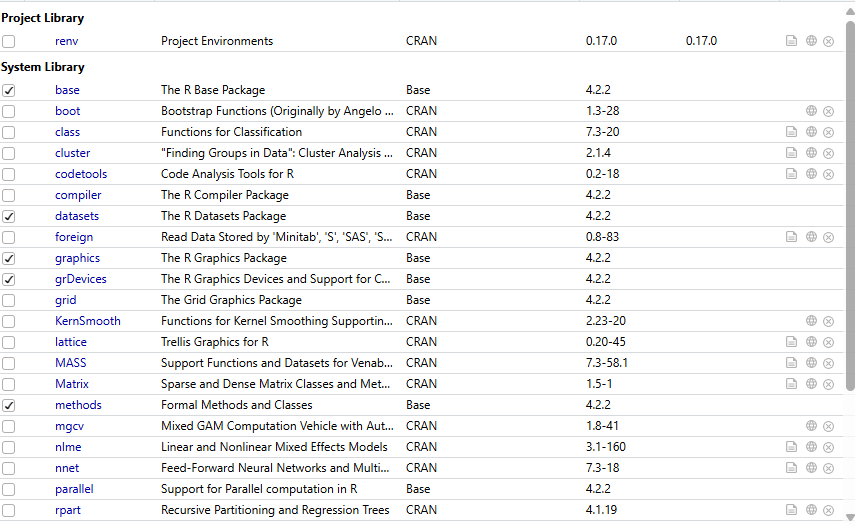 Project Library
renv Project Environments CRAN 0.17.0 0.17.0
System Library
base The R Base Package Base 4.2.2
boot Bootstrap Functions (Originally by Angelo ... CRAN 1.3-28
class Functions for Classification CRAN 7.3-20
cluster "Finding Groups in Data": Cluster Analysis ... CRAN 2.1.4
codetools Code Analysis Tools for R CRAN 0.2-18
compiler The R Compiler Package Base 4.2.2
datasets The R Datasets Package Base 4.2.2
foreign Read Data Stored by 'Minitab', 'S', 'SAS', 'S... CRAN 0.8-83
graphics The R Graphics Package Base 4.2.2
grDevices The R Graphics Devices and Support for C... Base 4.2.2
grid The Grid Graphics Package Base 4.2.2
KernSmooth Functions for Kernel Smoothing Supportin... CRAN 2.23-20
lattice Trellis Graphics for R CRAN 0.20-45
MASS Support Functions and Datasets for Venab... CRAN 7.3-58.1
Matrix Sparse and Dense Matrix Classes and Met... CRAN 1.5-1
methods Formal Methods and Classes Base 4.2.2
mgcv Mixed GAM Computation Vehicle with Aut... CRAN 1.8-41
nlme Linear and Nonlinear Mixed Effects Models CRAN 3.1-160
nnet Feed-Forward Neural Networks and Multi... CRAN 7.3-18
parallel Support for Parallel computation in R Base 4.2.2
rpart Recursive Partitioning and Regression Trees CRAN 4.1.19